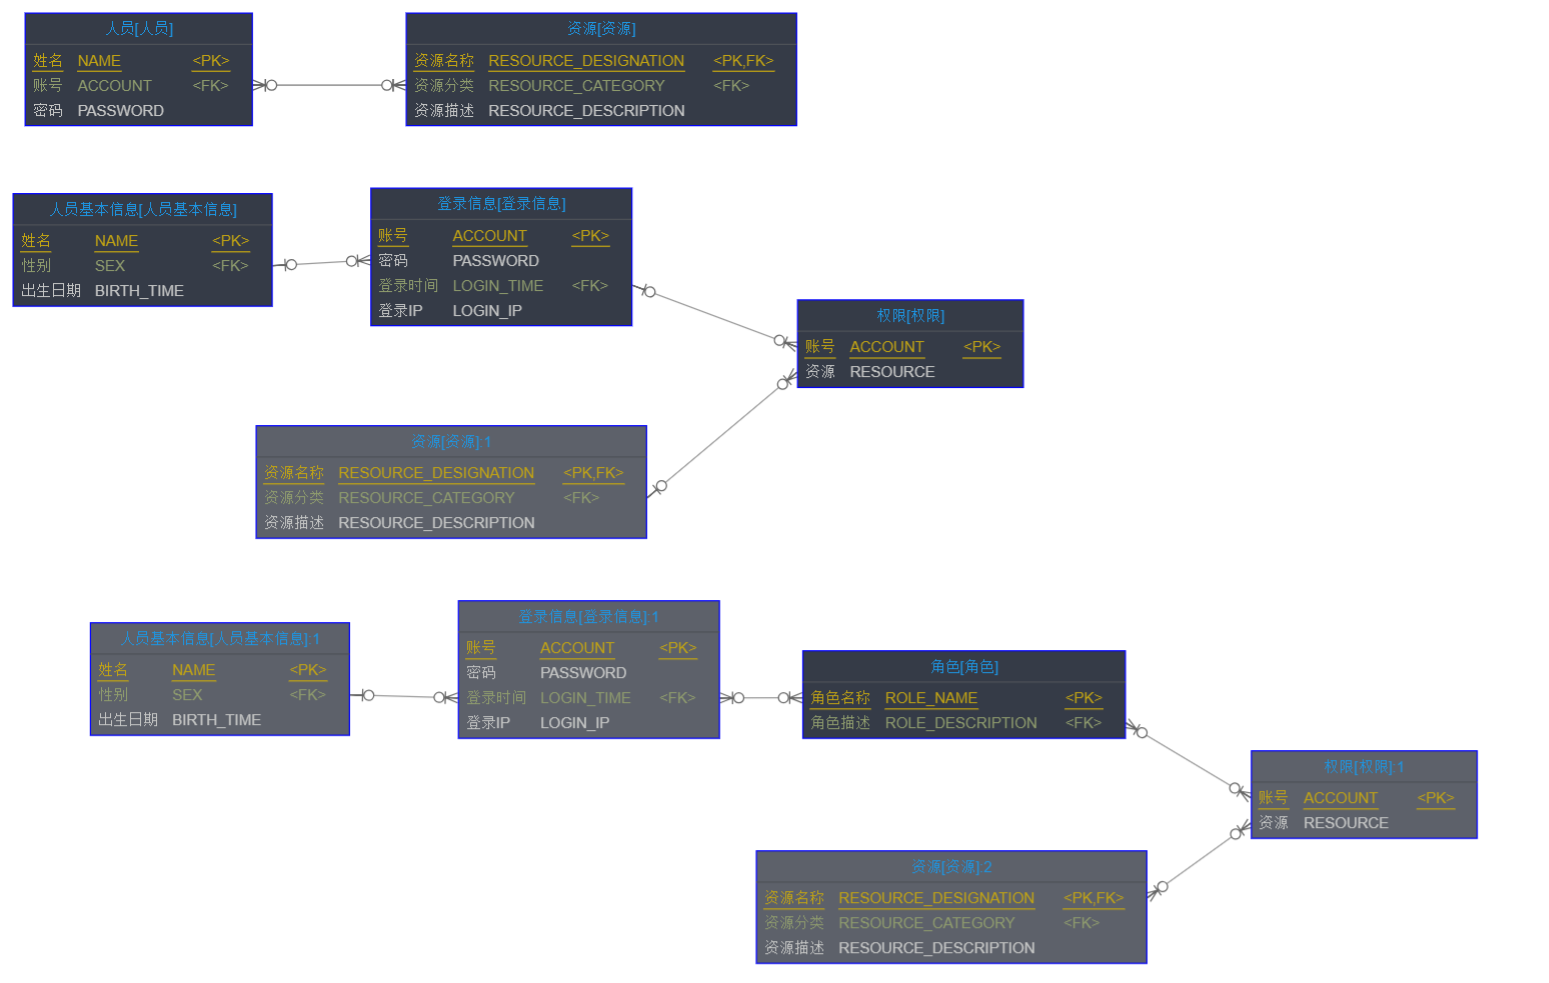 人员[人员]
姓名 NAME <PK>
账号 ACCOUNT <FK>
密码 PASSWORD
资源[资源]
资源名称 RESOURCE_DESIGNATION <PK,FK>
资源分类 RESOURCE_CATEGORY <FK>
资源描述 RESOURCE_DESCRIPTION
人员基本信息[人员基本信息]
姓名 NAME <PK>
性别 SEX <FK>
出生日期 BIRTH_TIME
登录信息[登录信息]
账号 ACCOUNT <PK>
密码 PASSWORD
登录时间 LOGIN_TIME <FK>
登录IP LOGIN_IP
权限[权限]
账号 ACCOUNT <PK>
资源 RESOURCE
资源[资源]:1
资源名称 RESOURCE_DESIGNATION <PK,FK>
资源分类 RESOURCE_CATEGORY <FK>
资源描述 RESOURCE_DESCRIPTION
人员基本信息[人员基本信息]:1
姓名 NAME <PK>
性别 SEX <FK>
出生日期 BIRTH_TIME
登录信息[登录信息]:1
账号 ACCOUNT <PK>
密码 PASSWORD
登录时间 LOGIN_TIME <FK>
登录IP LOGIN_IP
角色[角色]
角色名称 ROLE_NAME <PK>
角色描述 ROLE_DESCRIPTION <FK>
权限[权限]:1
账号 ACCOUNT <PK>
资源 RESOURCE
资源[资源]:2
资源名称 RESOURCE_DESIGNATION <PK,FK>
资源分类 RESOURCE_CATEGORY <FK>
资源描述 RESOURCE_DESCRIPTION